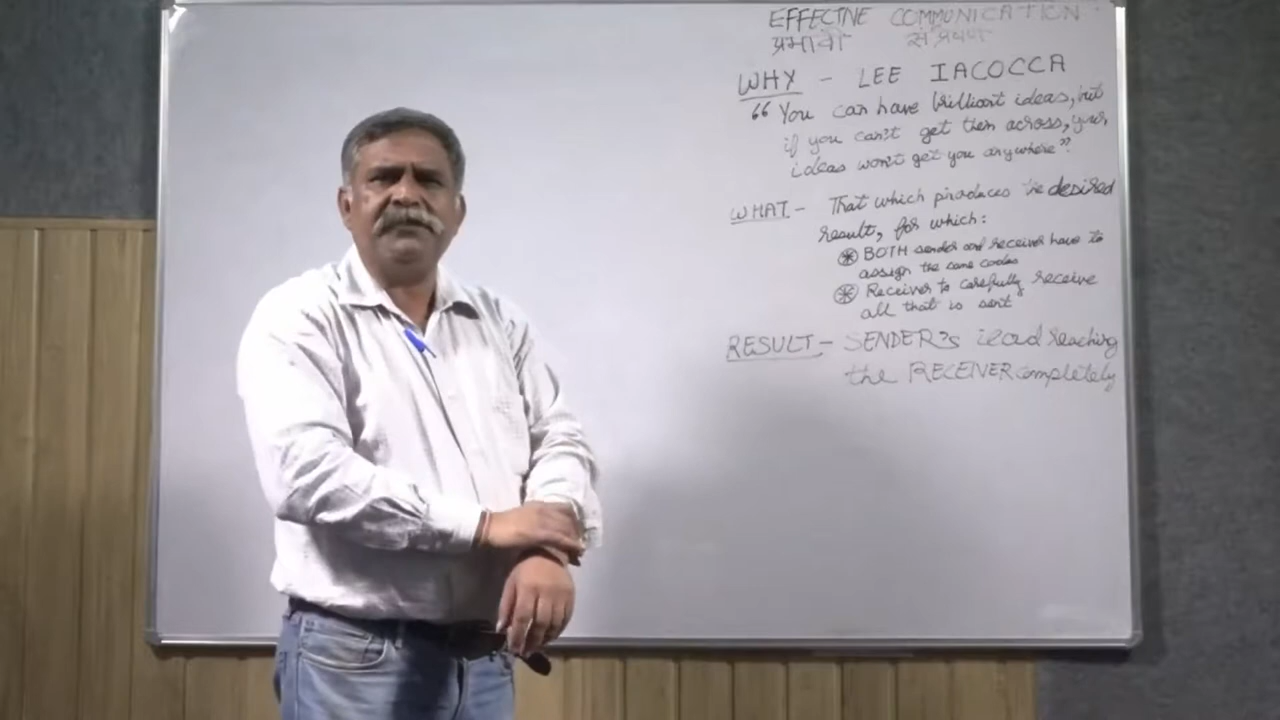 EFFECTIVE COMMUNICATION
प्रभावी संप्रेषण
WHY - LEE IACOCCA
"You can have brilliant ideas, but
if you can't get them across, your
ideas won't get you anywhere"
WHAT - That which produces the desired
result, for which:
⊛ BOTH sender and receiver have to
assign the same codes
⊛ Receiver to carefully receive
all that is sent
RESULT - SENDER's reaching
the RECEIVER completely